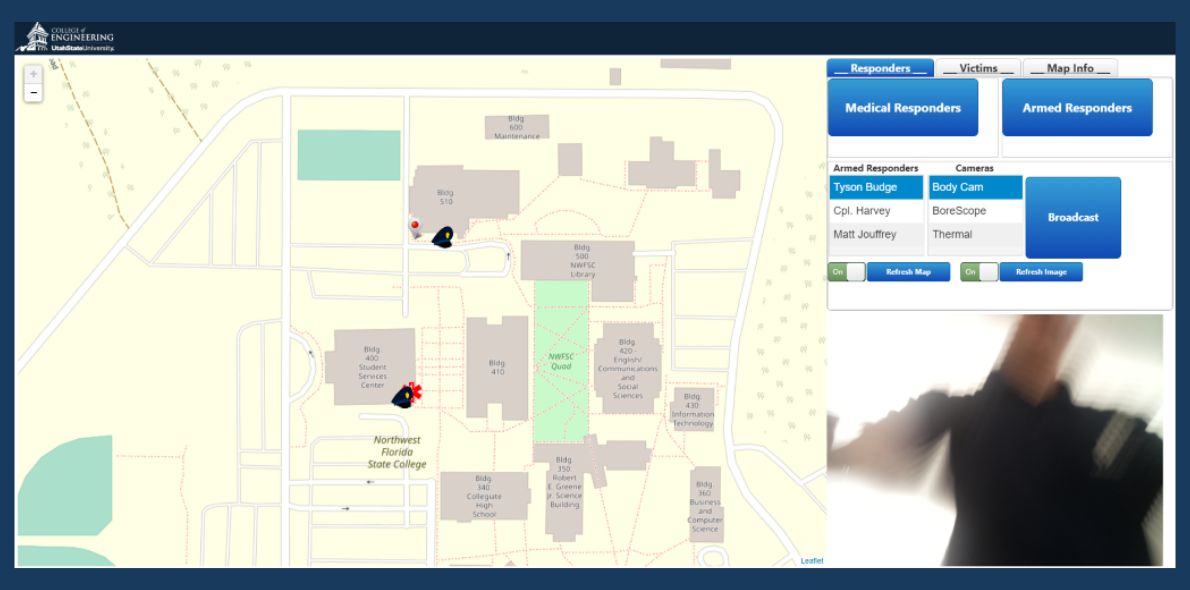 COLLEGE of
ENGINEERING
UtahStateUniversity.
+
−
Bldg.
600
Maintenance
Bldg.
510
Bldg.
500
NWFSC
Library
Bldg.
400
Student
Services
Center
Bldg.
410
NWFSC
Quad
Bldg.
420 -
English/
Communications
and
Social
Sciences
Bldg.
430
Information
Technology
Northwest
Florida
State College
Bldg.
340
Collegiate
High
School
Bldg.
350
Robert
E. Greene
Jr. Science
Building
Bldg.
360
Business
and
Computer
Science
Leaflet
__ Responders __
__ Victims __
__ Map Info __
Medical Responders
Armed Responders
Armed Responders Cameras
Tyson Budge Body Cam
Cpl. Harvey BoreScope
Matt Jouffrey Thermal
Broadcast
On Refresh Map On Refresh Image